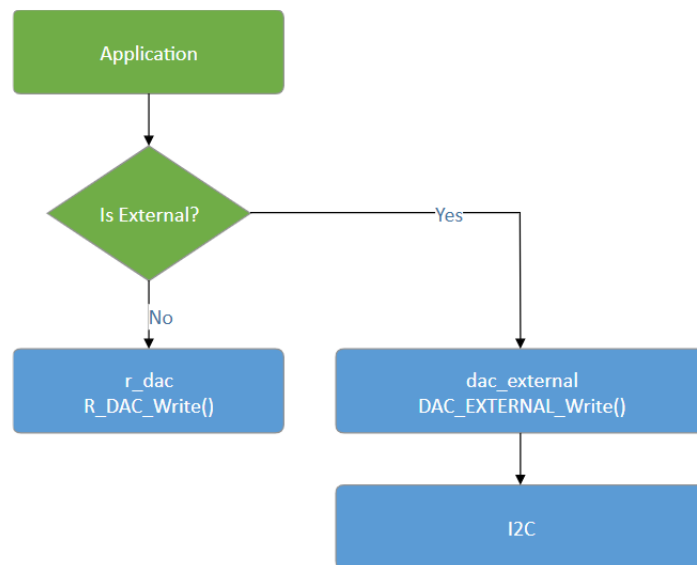 Application
Is External?
Yes
No
r_dac
R_DAC_Write()
dac_external
DAC_EXTERNAL_Write()
I2C